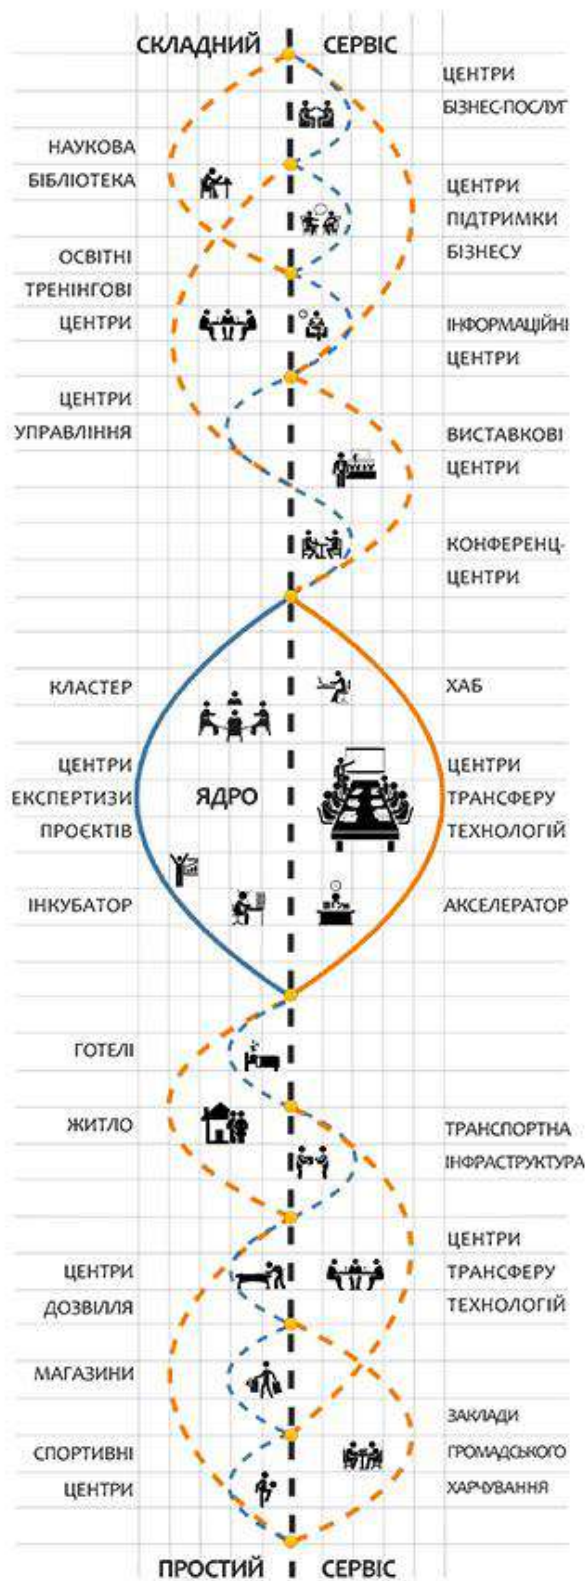 СКЛАДНИЙ СЕРВІС
ЦЕНТРИ
БІЗНЕС-ПОСЛУГ
НАУКОВА
БІБЛІОТЕКА
ЦЕНТРИ
ПІДТРИМКИ
БІЗНЕСУ
ОСВІТНІ
ТРЕНІНГОВІ
ЦЕНТРИ
ІНФОРМАЦІЙНІ
ЦЕНТРИ
ЦЕНТРИ
УПРАВЛІННЯ
ВИСТАВКОВІ
ЦЕНТРИ
КОНФЕРЕНЦ-
ЦЕНТРИ
КЛАСТЕР
ХАБ
ЦЕНТРИ
ЕКСПЕРТИЗИ
ПРОЄКТІВ
ЯДРО
ЦЕНТРИ
ТРАНСФЕРУ
ТЕХНОЛОГІЙ
ІНКУБАТОР
АКСЕЛЕРАТОР
ГОТЕЛІ
ЖИТЛО
ТРАНСПОРТНА
ІНФРАСТРУКТУРА
ЦЕНТРИ
ДОЗВІЛЛЯ
ЦЕНТРИ
ТРАНСФЕРУ
ТЕХНОЛОГІЙ
МАГАЗИНИ
ЗАКЛАДИ
ГРОМАДСЬКОГО
ХАРЧУВАННЯ
СПОРТИВНІ
ЦЕНТРИ
ПРОСТИЙ СЕРВІС